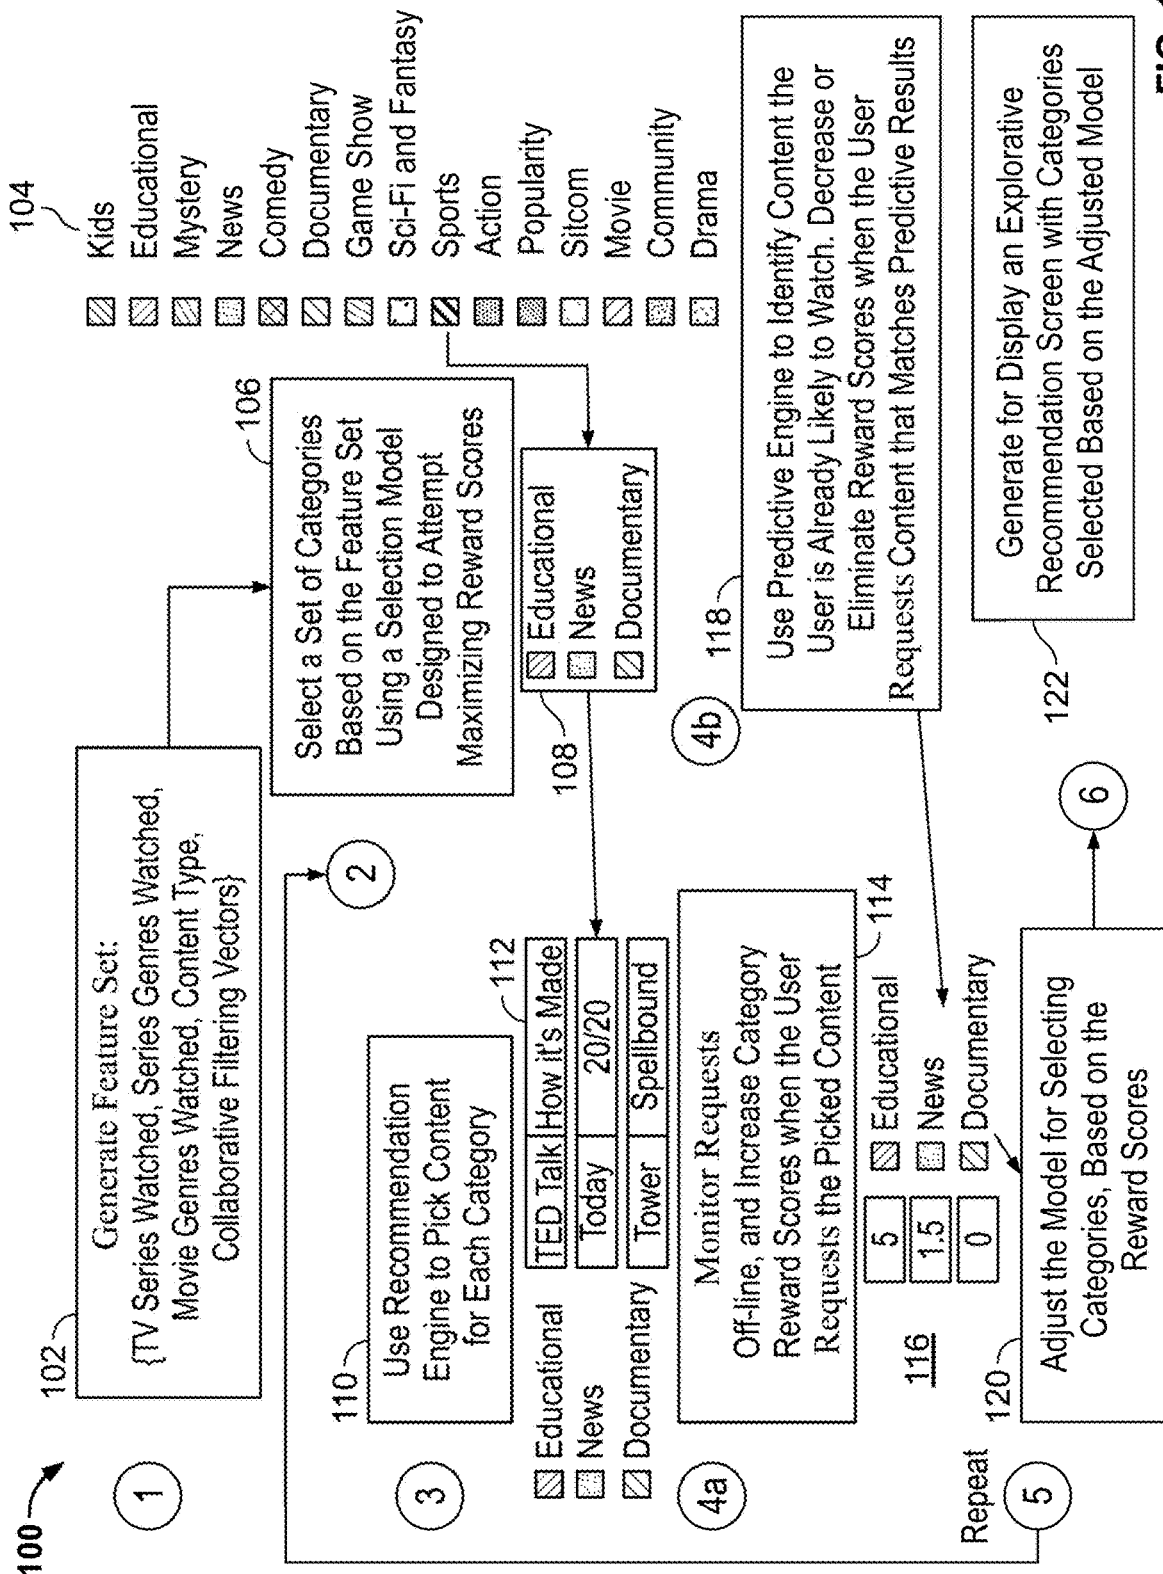 100
1
102
Generate Feature Set:
{TV Series Watched, Series Genres Watched,
Movie Genres Watched, Content Type,
Collaborative Filtering Vectors}
104
Kids
Educational
Mystery
News
Comedy
Documentary
Game Show
Sci-Fi and Fantasy
Sports
Action
Popularity
Sitcom
Movie
Community
Drama
2
106
Select a Set of Categories
Based on the Feature Set
Using a Selection Model
Designed to Attempt
Maximizing Reward Scores
108
Educational
News
Documentary
3
110
Use Recommendation
Engine to Pick Content
for Each Category
112
Educational
TED Talk
How it's Made
News
Today
20/20
Documentary
Tower
Spellbound
4a
Monitor Requests
Off-line, and Increase Category
Reward Scores when the User
Requests the Picked Content
114
116
5
Educational
1.5
News
0
Documentary
4b
118
Use Predictive Engine to Identify Content the
User is Already Likely to Watch. Decrease or
Eliminate Reward Scores when the User
Requests Content that Matches Predictive Results
Repeat
5
120
Adjust the Model for Selecting
Categories, Based on the
Reward Scores
6
122
Generate for Display an Explorative
Recommendation Screen with Categories
Selected Based on the Adjusted Model